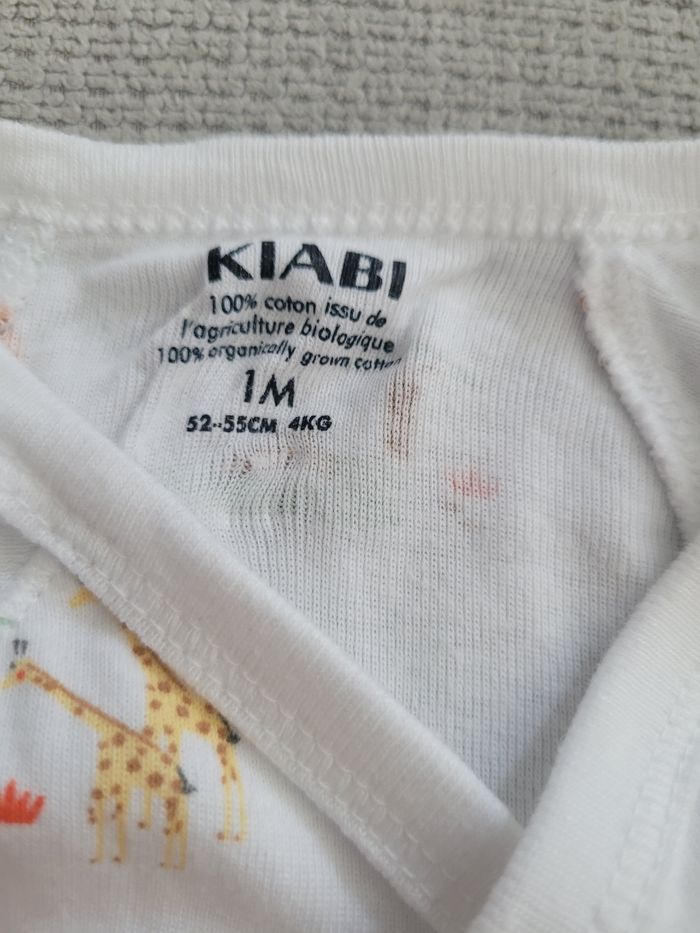 KIABI
100% coton issu de
l'agriculture biologique
100% organically grown cotton
1M
52-55CM 4KG